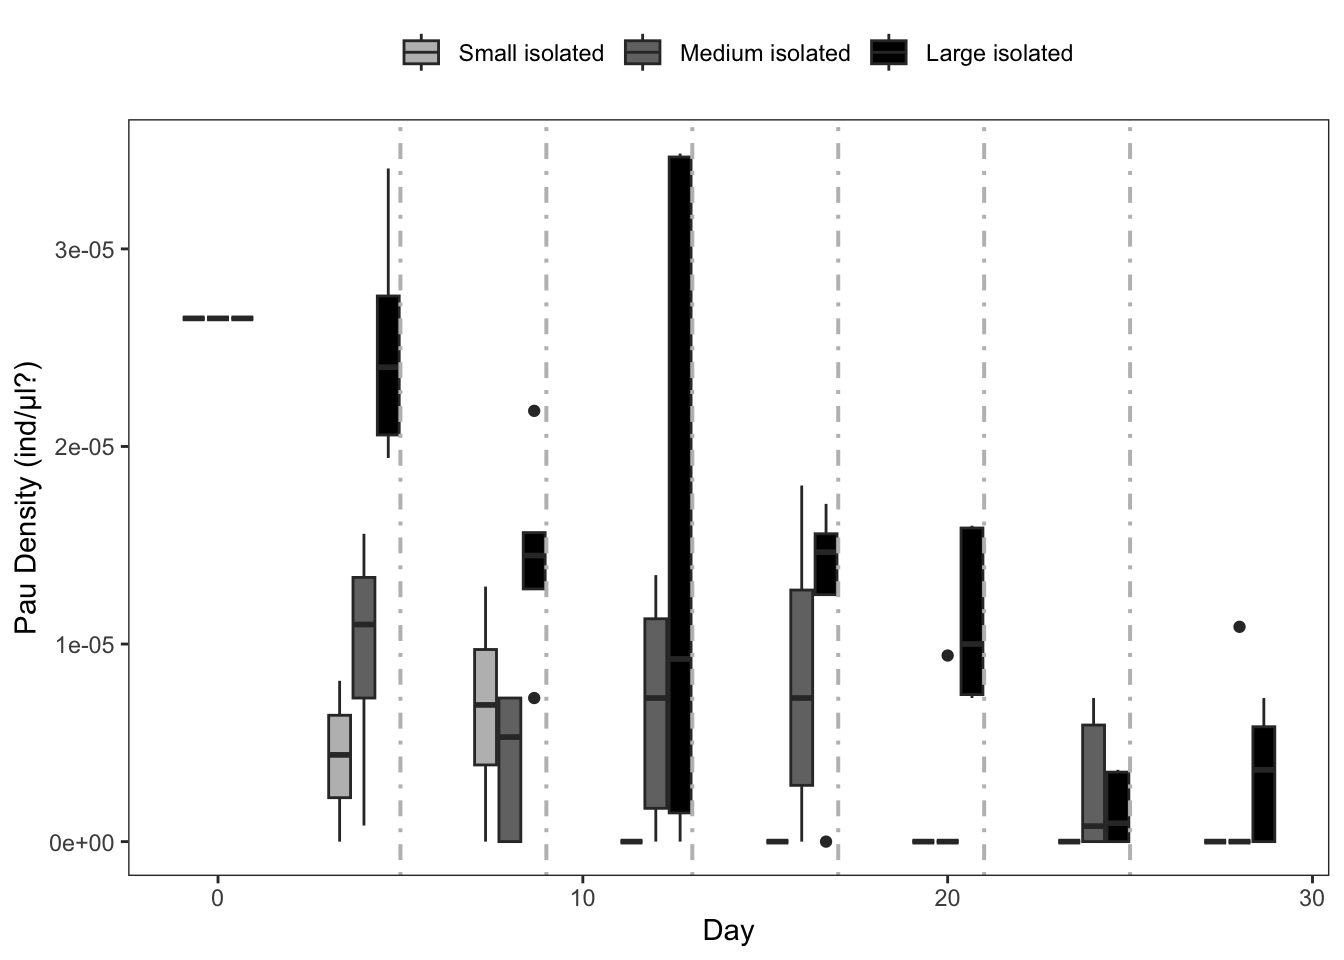 Small isolated Medium isolated Large isolated
3e-05
2e-05
1e-05
0e+00
Pau Density (ind/µl?)
0 10 20 30
Day